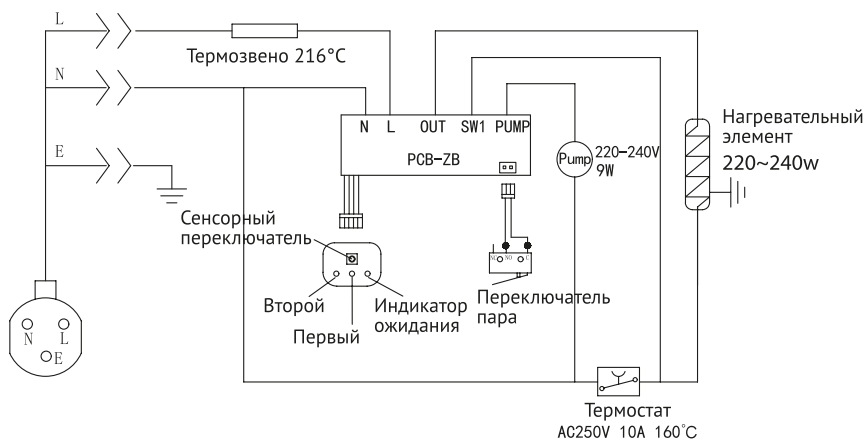 L
Термозвено 216°C
N
E
N L OUT SW1 PUMP
PCB-ZB
Pump
220-240V
9W
Нагревательный
элемент
220~240w
Сенсорный
переключатель
NO
Второй
Первый
Индикатор
ожидания
Переключатель
пара
N L
E
Термостат
AC250V 10A 160℃